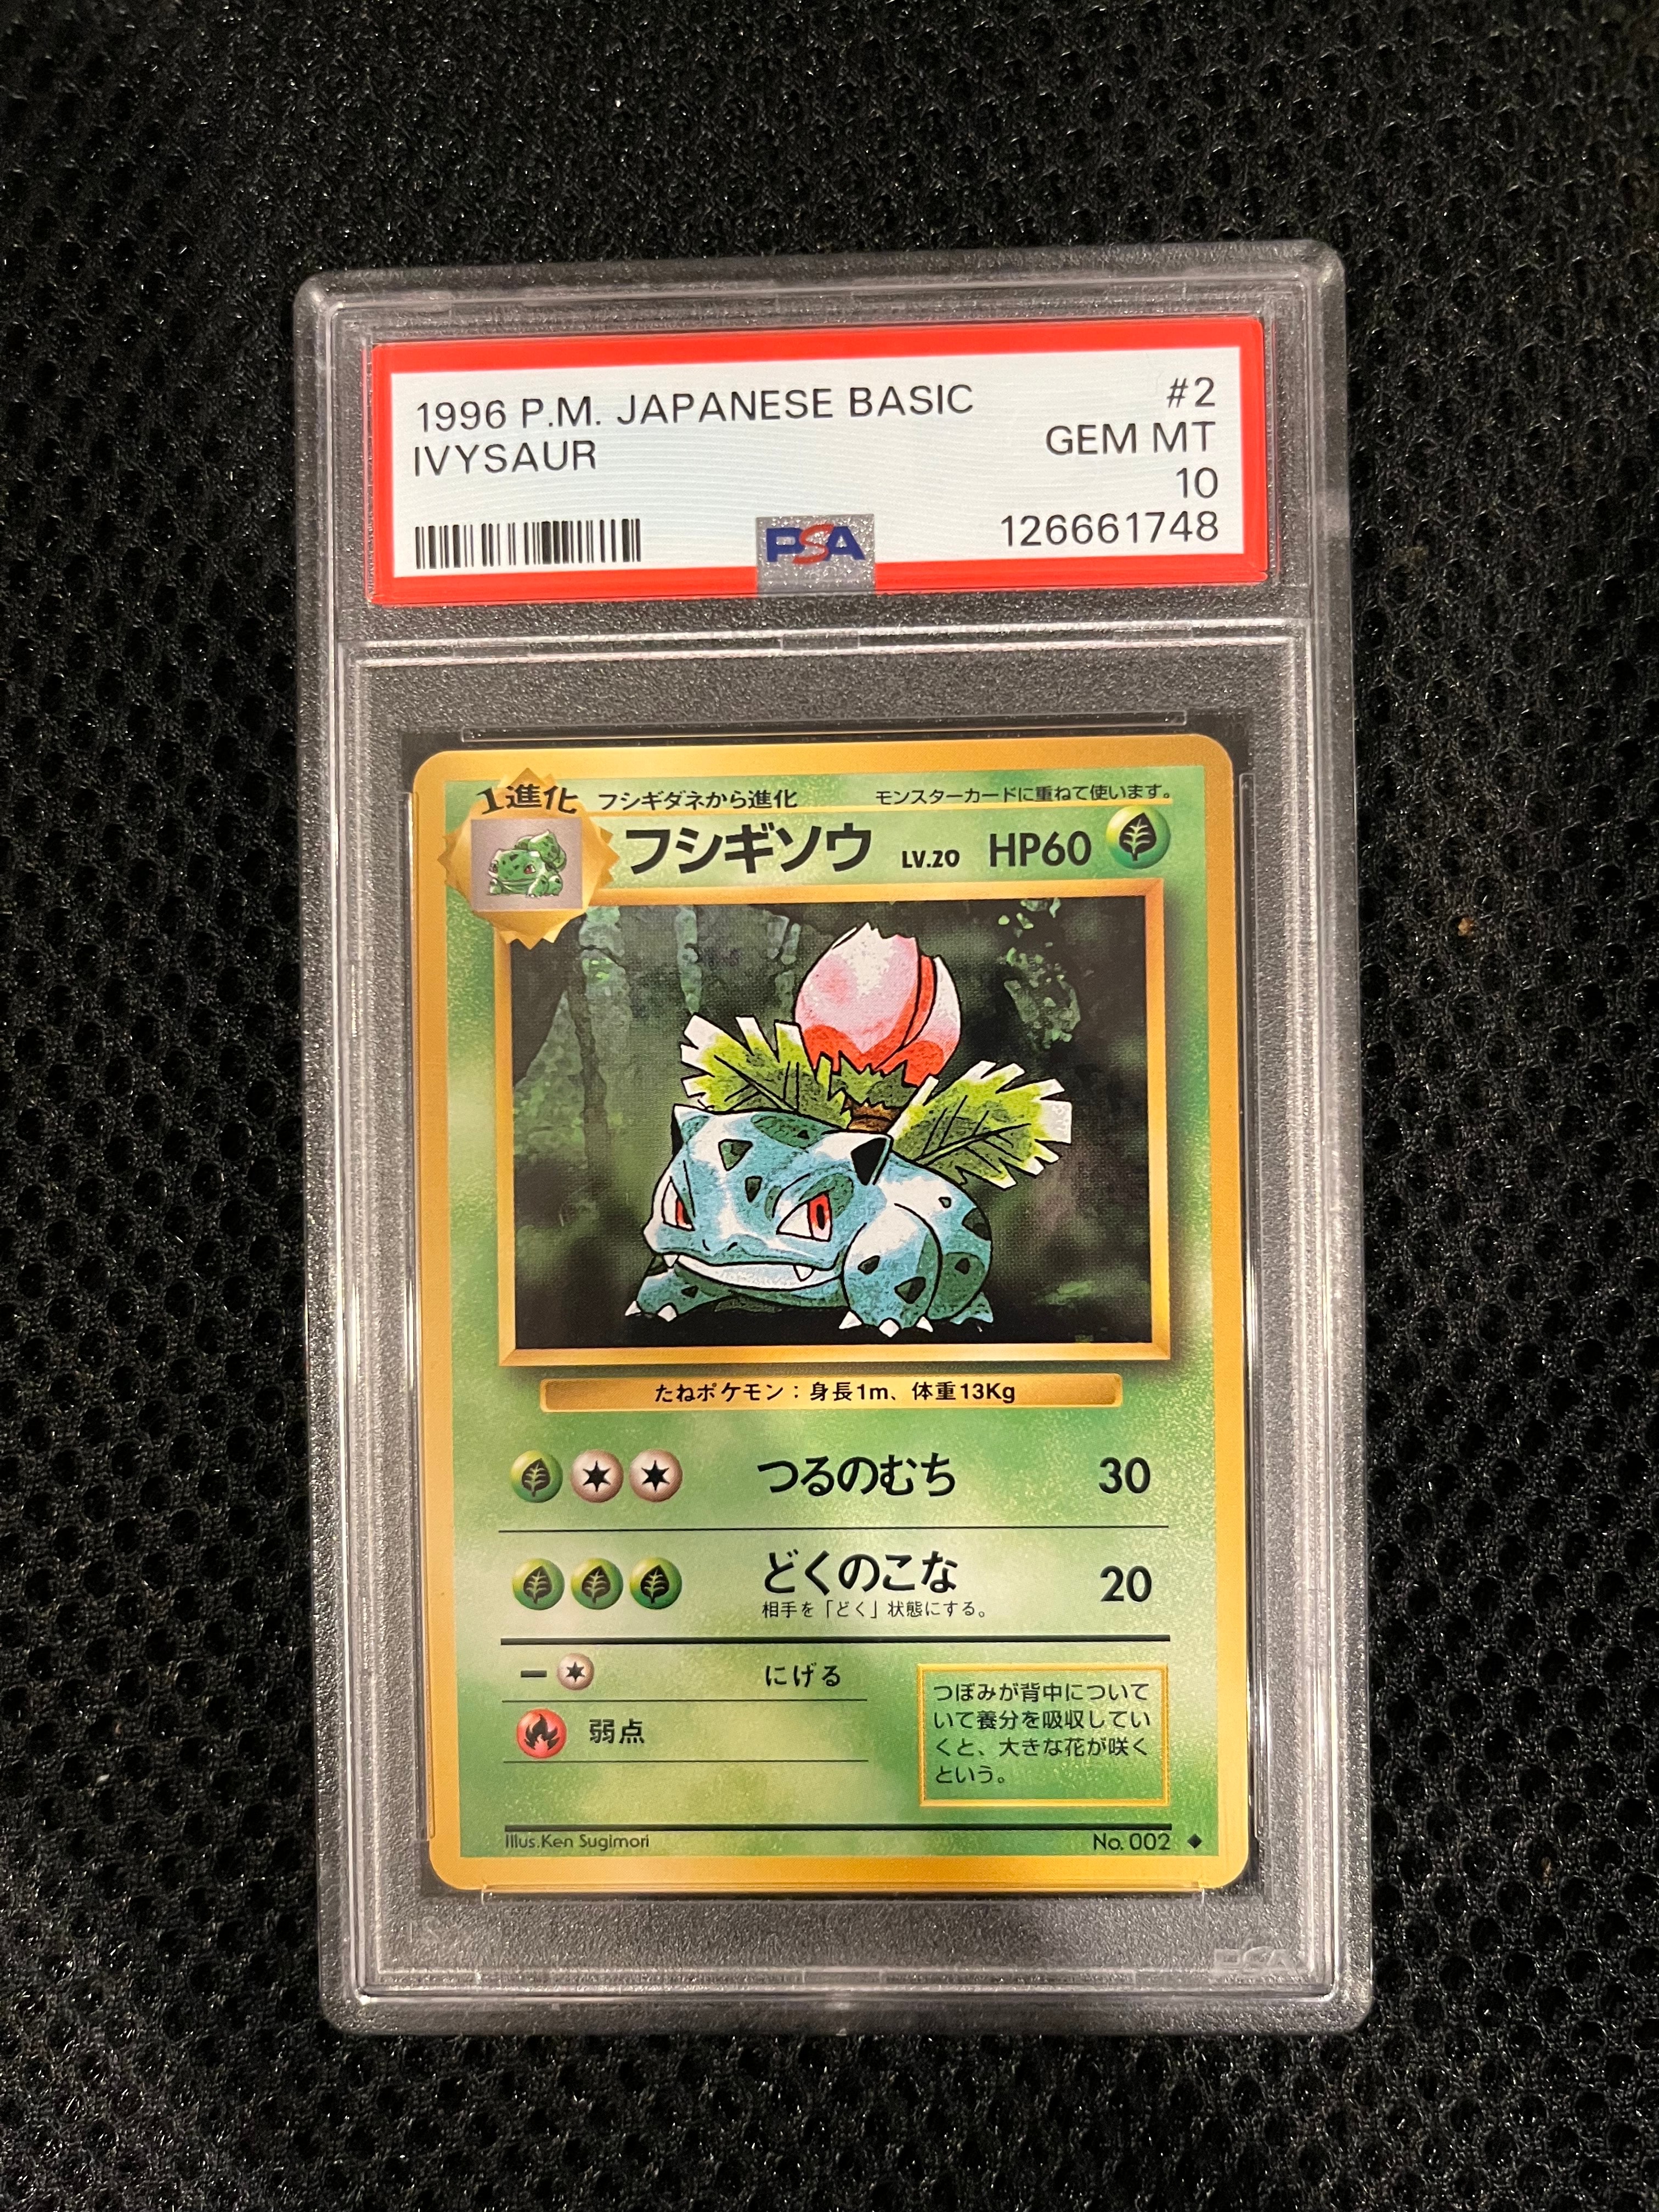 1996 P.M. JAPANESE BASIC #2
IVYSAUR GEM MT
10
PSA 126661748
1進化 フシギダネから進化 モンスターカードに重ねて使います。
フシギソウ LV.20 HP60
たねポケモン：身長1m、体重13Kg
つるのむち 30
どくのこな 20
相手を「どく」状態にする。
にげる
弱点
つぼみが背中について
いて養分を吸収してい
くと、大きな花が咲く
という。
Illus.Ken Sugimori No. 002
PSA